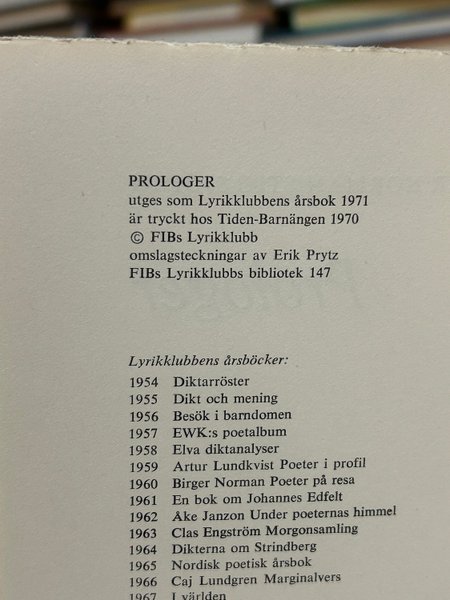 PROLOGER
utges som Lyrikklubbens årsbok 1971
är tryckt hos Tiden-Barnängen 1970
© FIBs Lyrikklubb
omslagsteckningar av Erik Prytz
FIBs Lyrikklubbs bibliotek 147
Lyrikklubbens årsböcker:
1954 Diktarröster
1955 Dikt och mening
1956 Besök i barndomen
1957 EWK:s poetalbum
1958 Elva diktanalyser
1959 Artur Lundkvist Poeter i profil
1960 Birger Norman Poeter på resa
1961 En bok om Johannes Edfelt
1962 Åke Janzon Under poeternas himmel
1963 Clas Engström Morgonsamling
1964 Dikterna om Strindberg
1965 Nordisk poetisk årsbok
1966 Caj Lundgren Marginalvers
1967 I världen